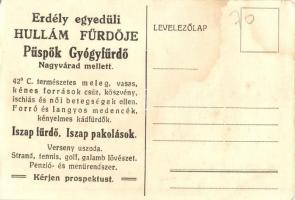 Erdély egyedüli
HULLÁM FÜRDŐJE
Püspök Gyógyfürdő
Nagyvárad mellett.
42º C. természetes meleg, vasas,
kénes források csúz, köszvény,
ischiás és női betegségek ellen.
Forró és langyos medencék,
kényelmes kádfürdők.
Iszap fürdő. Iszap pakolások.
Verseny uszoda.
Strand, tennis, golf, galamb lövészet.
Penzió- és menürendszer.
Kérjen prospektust.
LEVELEZŐLAP
70